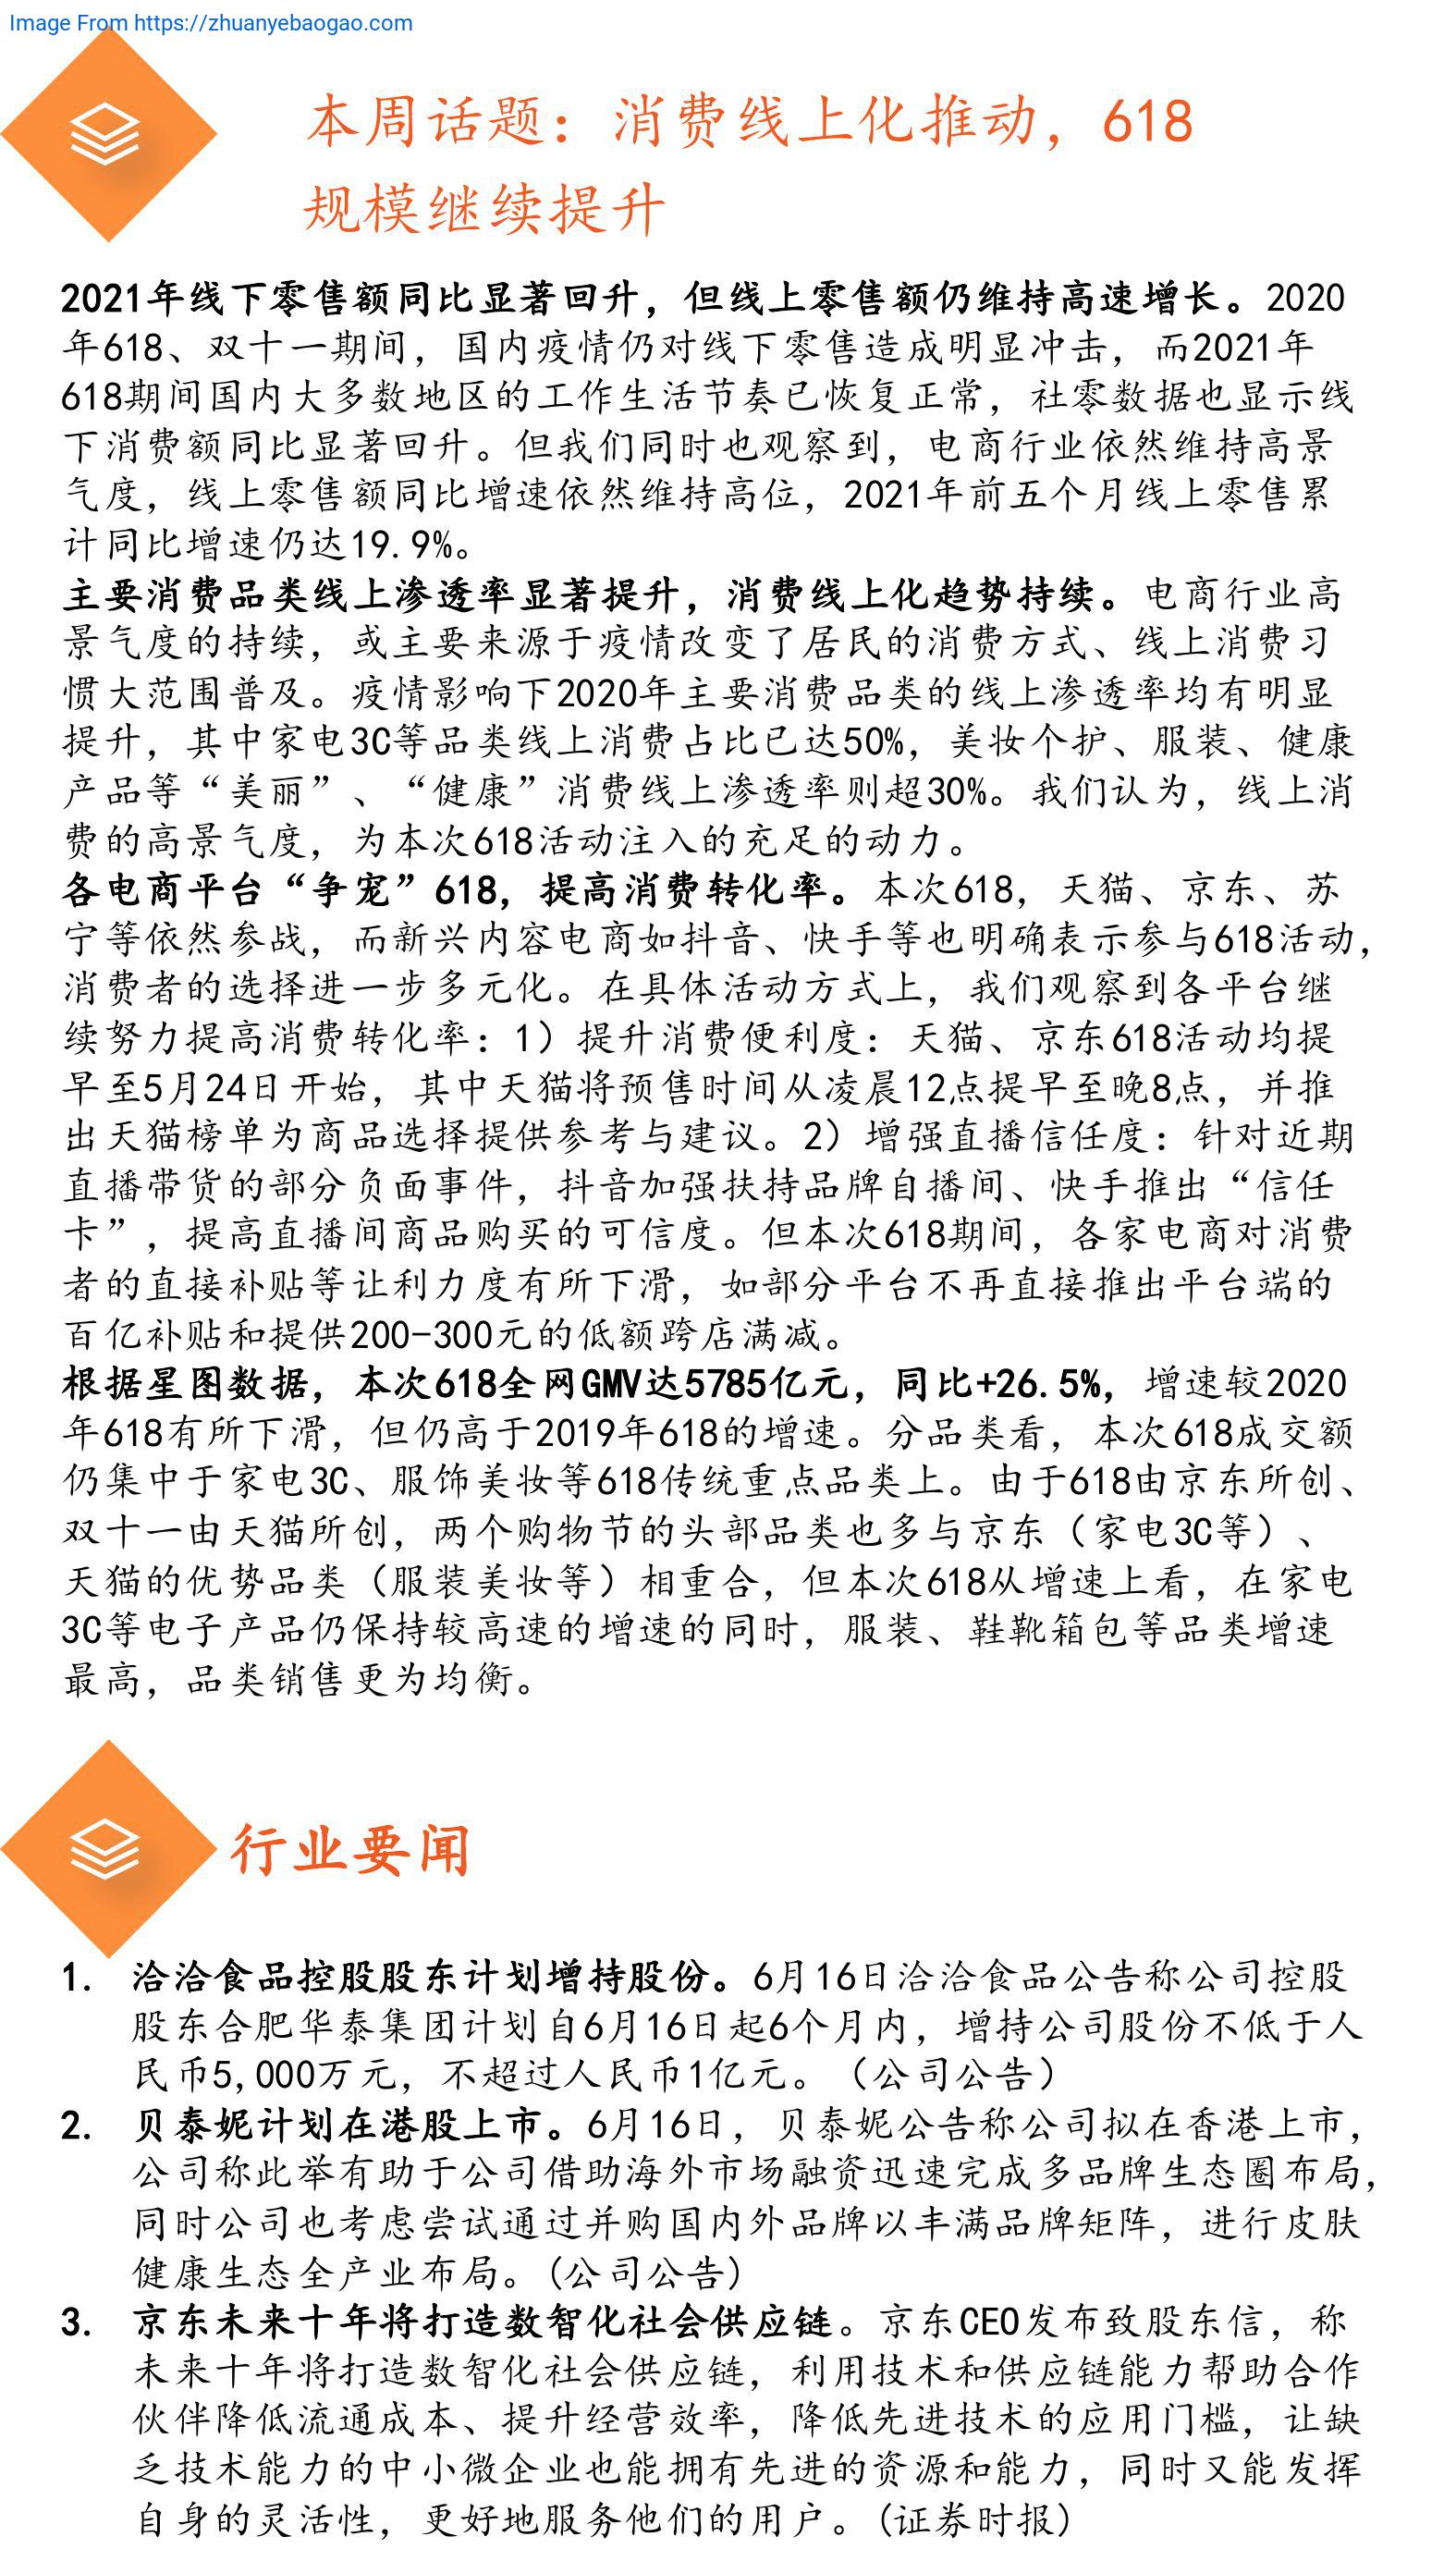 Image From https://zhuanyebaogao.com
本周话题：消费线上化推动，618
规模继续提升
2021年线下零售额同比显著回升，但线上零售额仍维持高速增长。2020
年618、双十一期间，国内疫情仍对线下零售造成明显冲击，而2021年
618期间国内大多数地区的工作生活节奏已恢复正常，社零数据也显示线
下消费额同比显著回升。但我们同时也观察到，电商行业依然维持高景
气度，线上零售额同比增速依然维持高位，2021年前五个月线上零售累
计同比增速仍达19.9%。
主要消费品类线上渗透率显著提升，消费线上化趋势持续。电商行业高
景气度的持续，或主要来源于疫情改变了居民的消费方式、线上消费习
惯大范围普及。疫情影响下2020年主要消费品类的线上渗透率均有明显
提升，其中家电3C等品类线上消费占比已达50%，美妆个护、服装、健康
产品等“美丽”、“健康”消费线上渗透率则超30%。我们认为，线上消
费的高景气度，为本次618活动注入的充足的动力。
各电商平台“争宠”618，提高消费转化率。本次618，天猫、京东、苏
宁等依然参战，而新兴内容电商如抖音、快手等也明确表示参与618活动，
消费者的选择进一步多元化。在具体活动方式上，我们观察到各平台继
续努力提高消费转化率：1）提升消费便利度：天猫、京东618活动均提
早至5月24日开始，其中天猫将预售时间从凌晨12点提早至晚8点，并推
出天猫榜单为商品选择提供参考与建议。2）增强直播信任度：针对近期
直播带货的部分负面事件，抖音加强扶持品牌自播间、快手推出“信任
卡”，提高直播间商品购买的可信度。但本次618期间，各家电商对消费
者的直接补贴等让利力度有所下滑，如部分平台不再直接推出平台端的
百亿补贴和提供200-300元的低额跨店满减。
根据星图数据，本次618全网GMV达5785亿元，同比+26.5%，增速较2020
年618有所下滑，但仍高于2019年618的增速。分品类看，本次618成交额
仍集中于家电3C、服饰美妆等618传统重点品类上。由于618由京东所创、
双十一由天猫所创，两个购物节的头部品类也多与京东（家电3C等）、
天猫的优势品类（服装美妆等）相重合，但本次618从增速上看，在家电
3C等电子产品仍保持较高速的增速的同时，服装、鞋靴箱包等品类增速
最高，品类销售更为均衡。
行业要闻
1. 洽洽食品控股股东计划增持股份。6月16日洽洽食品公告称公司控股
股东合肥华泰集团计划自6月16日起6个月内，增持公司股份不低于人
民币5,000万元，不超过人民币1亿元。（公司公告）
2. 贝泰妮计划在港股上市。6月16日，贝泰妮公告称公司拟在香港上市，
公司称此举有助于公司借助海外市场融资迅速完成多品牌生态圈布局，
同时公司也考虑尝试通过并购国内外品牌以丰满品牌矩阵，进行皮肤
健康生态全产业布局。(公司公告)
3. 京东未来十年将打造数智化社会供应链。京东CEO发布致股东信，称
未来十年将打造数智化社会供应链，利用技术和供应链能力帮助合作
伙伴降低流通成本、提升经营效率，降低先进技术的应用门槛，让缺
乏技术能力的中小微企业也能拥有先进的资源和能力，同时又能发挥
自身的灵活性，更好地服务他们的用户。(证券时报)